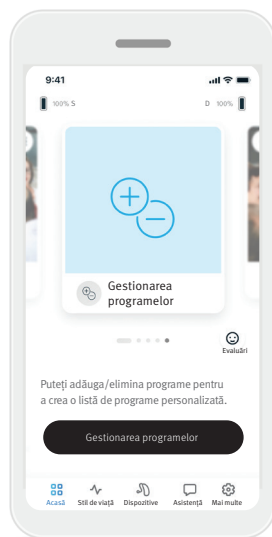 9:41
100% S
D 100%
Gestionarea
programelor
Evaluări
Puteți adăuga/elimina programe pentru
a crea o listă de programe personalizată.
Gestionarea programelor
Acasă Stil de viață Dispozitive Asistență Mai multe